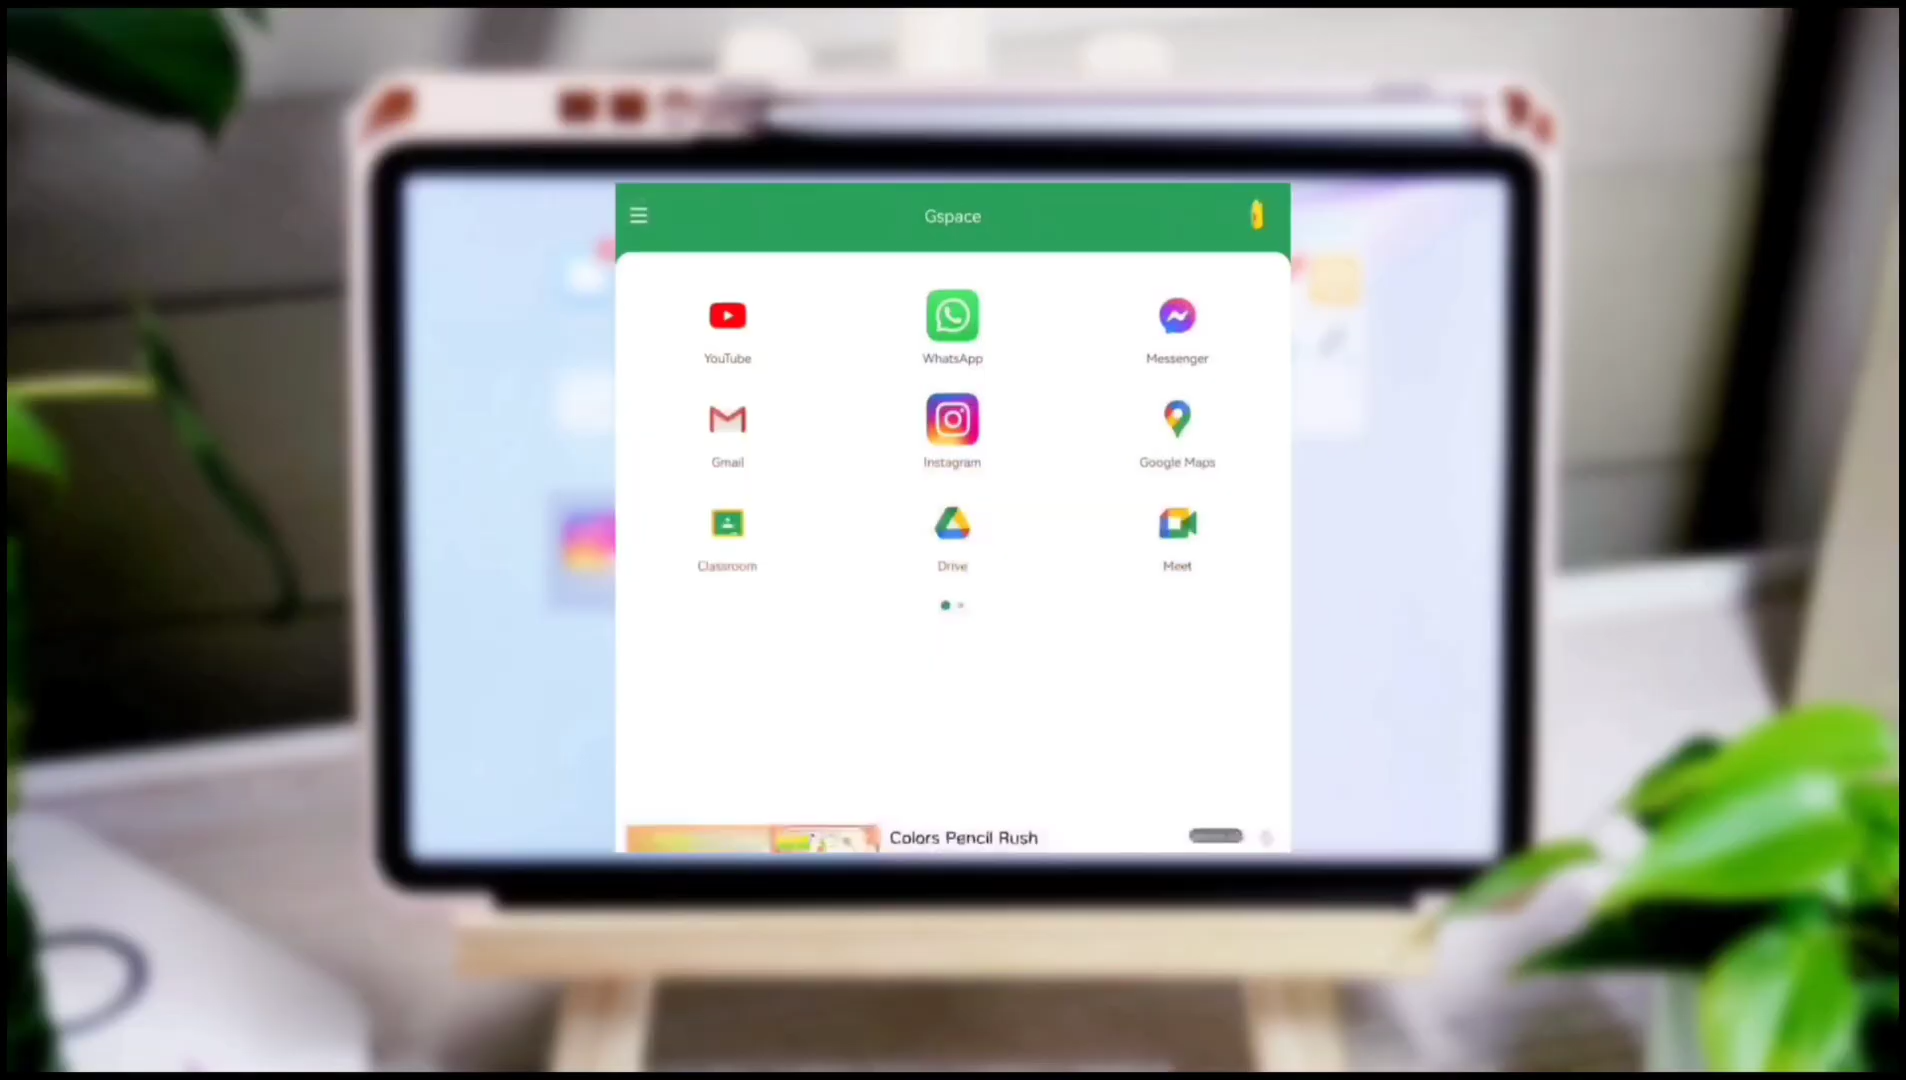 Gspace
YouTube
WhatsApp
Messenger
Gmail
Instagram
Google Maps
Classroom
Drive
Meet
Colors Pencil Rush